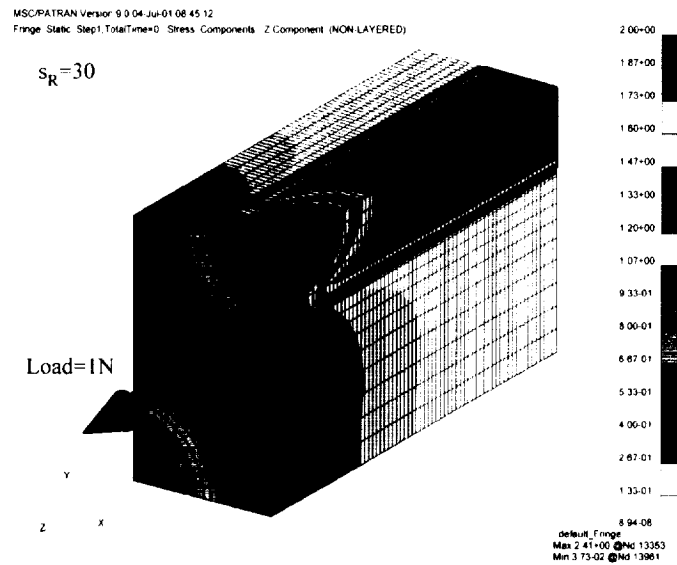 MSC/PATRAN Version 9.0 04-Jul-01 08:45:12
Fringe Static Step1,TotalTime=0 Stress Components Z Component (NON-LAYERED)
sR=30
Load=1N
Y
Z
X
2.00+00
1.87+00
1.73+00
1.60+00
1.47+00
1.33+00
1.20+00
1.07+00
9.33-01
8.00-01
6.67-01
5.33-01
4.00-01
2.67-01
1.33-01
8.94-08
default_Fringe
Max 2.41+00 @Nd 13353
Min 3.73-02 @Nd 13961